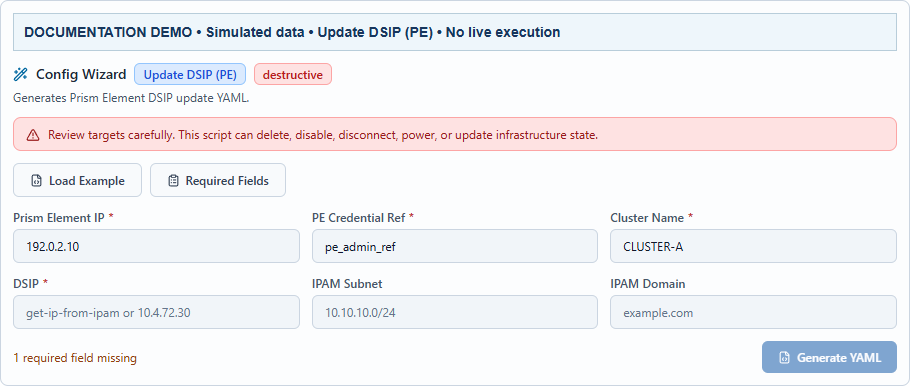 DOCUMENTATION DEMO • Simulated data • Update DSIP (PE) • No live execution
Config Wizard Update DSIP (PE) destructive
Generates Prism Element DSIP update YAML.
Review targets carefully. This script can delete, disable, disconnect, power, or update infrastructure state.
Load Example Required Fields
Prism Element IP * PE Credential Ref * Cluster Name *
192.0.2.10 pe_admin_ref CLUSTER-A
DSIP * IPAM Subnet IPAM Domain
get-ip-from-ipam or 10.4.72.30 10.10.10.0/24 example.com
1 required field missing Generate YAML